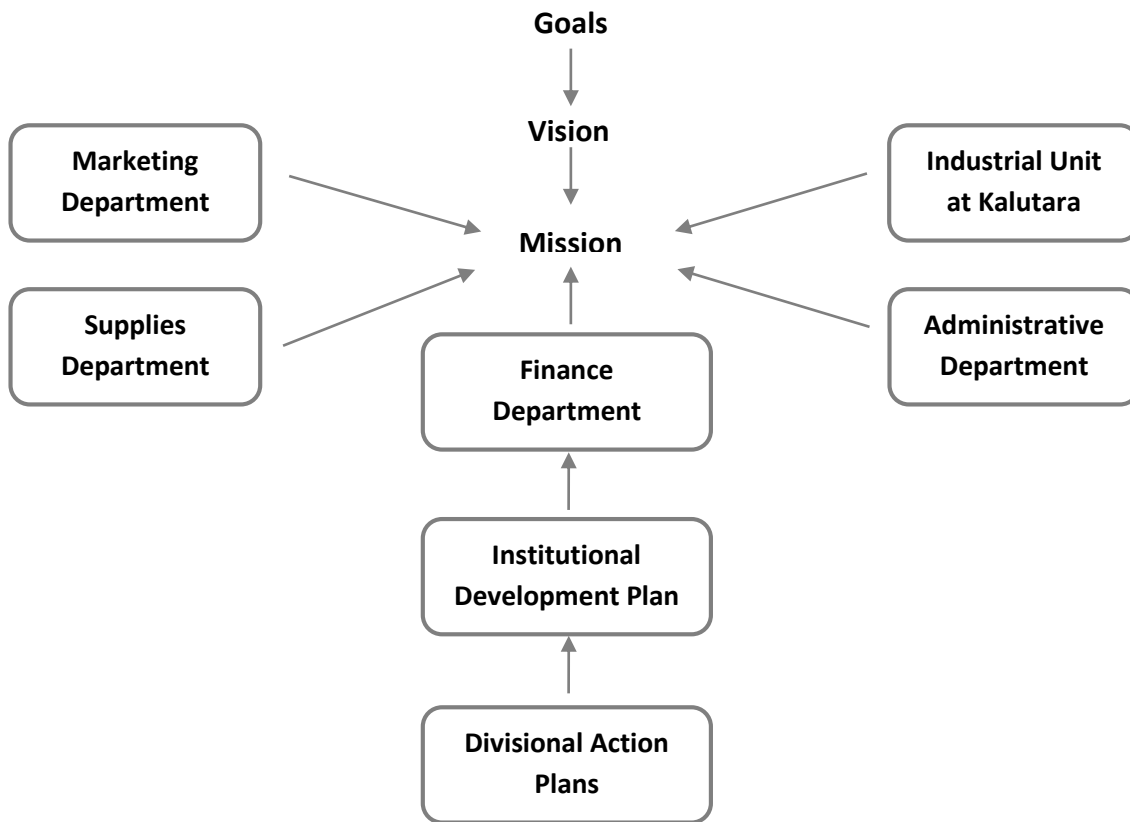 Goals
Vision
Marketing
Department
Industrial Unit
at Kalutara
Mission
Supplies
Department
Administrative
Department
Finance
Department
Institutional
Development Plan
Divisional Action
Plans